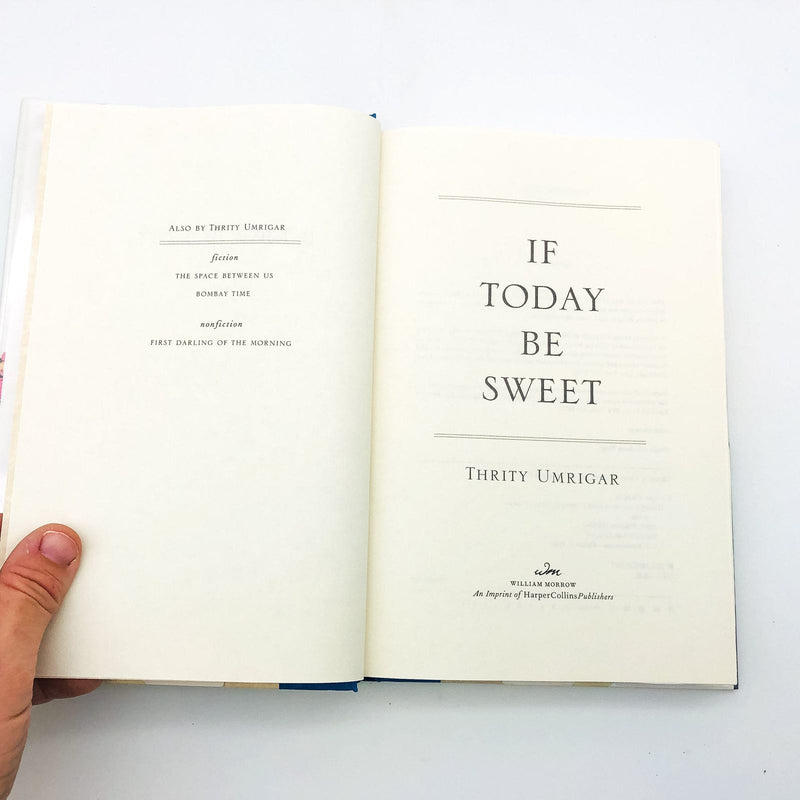 ALSO BY THRITY UMRIGAR
fiction
THE SPACE BETWEEN US
BOMBAY TIME
nonfiction
FIRST DARLING OF THE MORNING
IF
TODAY
BE
SWEET
THRITY UMRIGAR
wm
WILLIAM MORROW
An Imprint of HarperCollinsPublishers